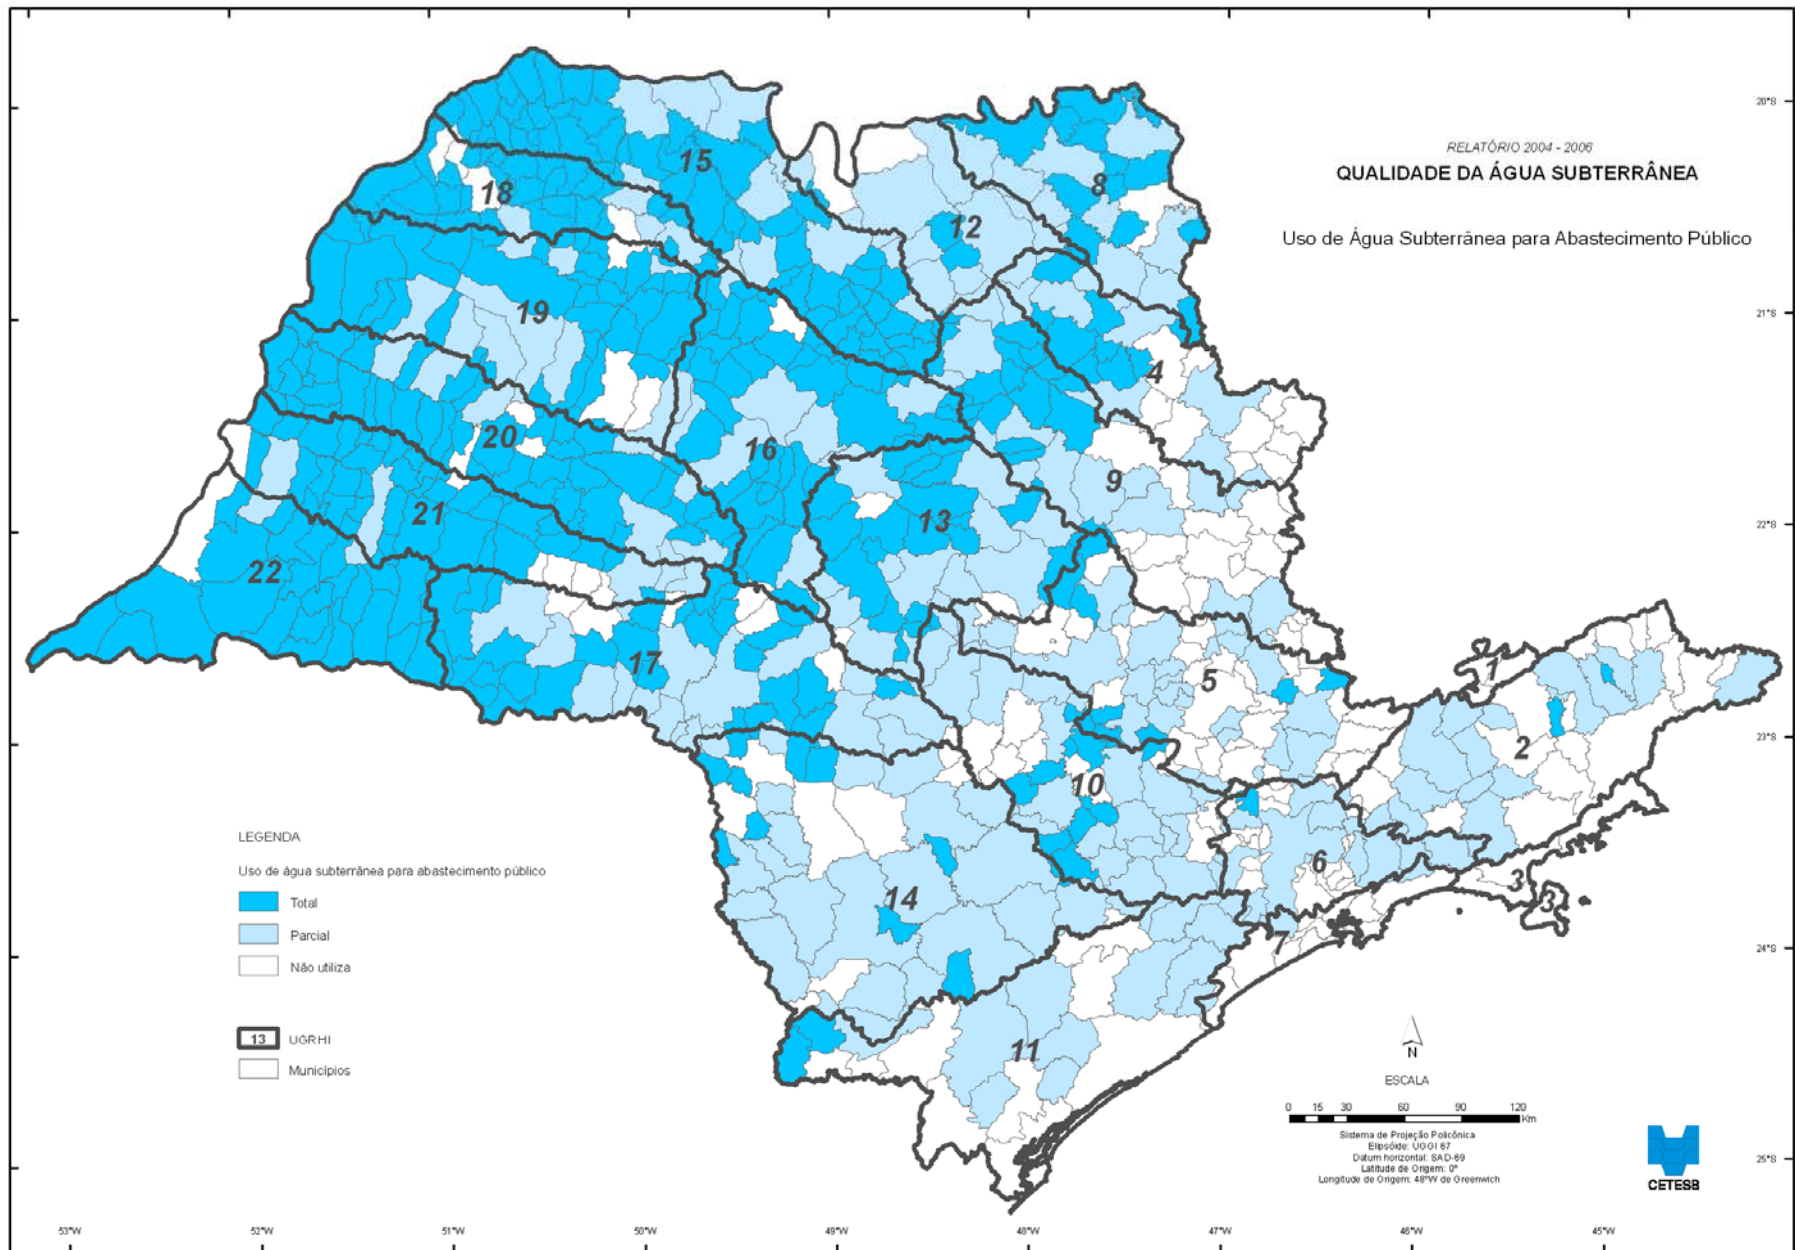 20°S
RELATÓRIO 2004 - 2006
QUALIDADE DA ÁGUA SUBTERRÂNEA
Uso de Água Subterrânea para Abastecimento Público
15
8
18
12
21°S
19
4
20
16
9
22°S
21
13
22
17
5
1
23°S
2
10
6
3
3
14
7
24°S
11
25°S
LEGENDA
Uso de água subterrânea para abastecimento público
Total
Parcial
Não utiliza
13 UGRHI
Municípios
N
ESCALA
0 15 30 60 90 120
Km
Sistema de Projeção Policônica
Elipsóide: UGGI 67
Datum horizontal: SAD-69
Latitude de Origem: 0º
Longitude de Origem: 48ºW de Greenwich
CETESB
53°W 52°W 51°W 50°W 49°W 48°W 47°W 46°W 45°W